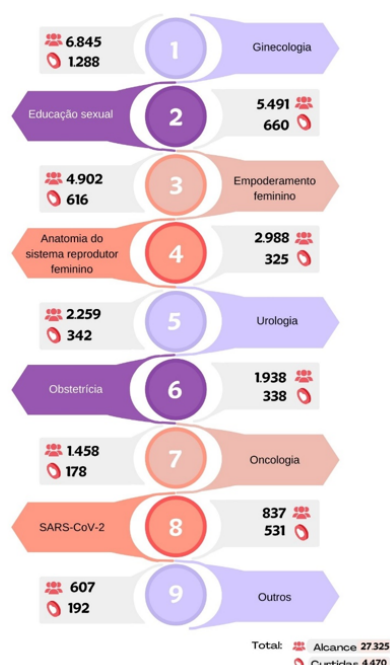 6.845
1.288
1
Ginecologia
Educação sexual
2
5.491
660
4.902
616
3
Empoderamento
feminino
Anatomia do
sistema reprodutor
feminino
4
2.988
325
2.259
342
5
Urologia
Obstetrícia
6
1.938
338
1.458
178
7
Oncologia
SARS-CoV-2
8
837
531
607
192
9
Outros
Total: Alcance 27.325
Curtidas 4.470